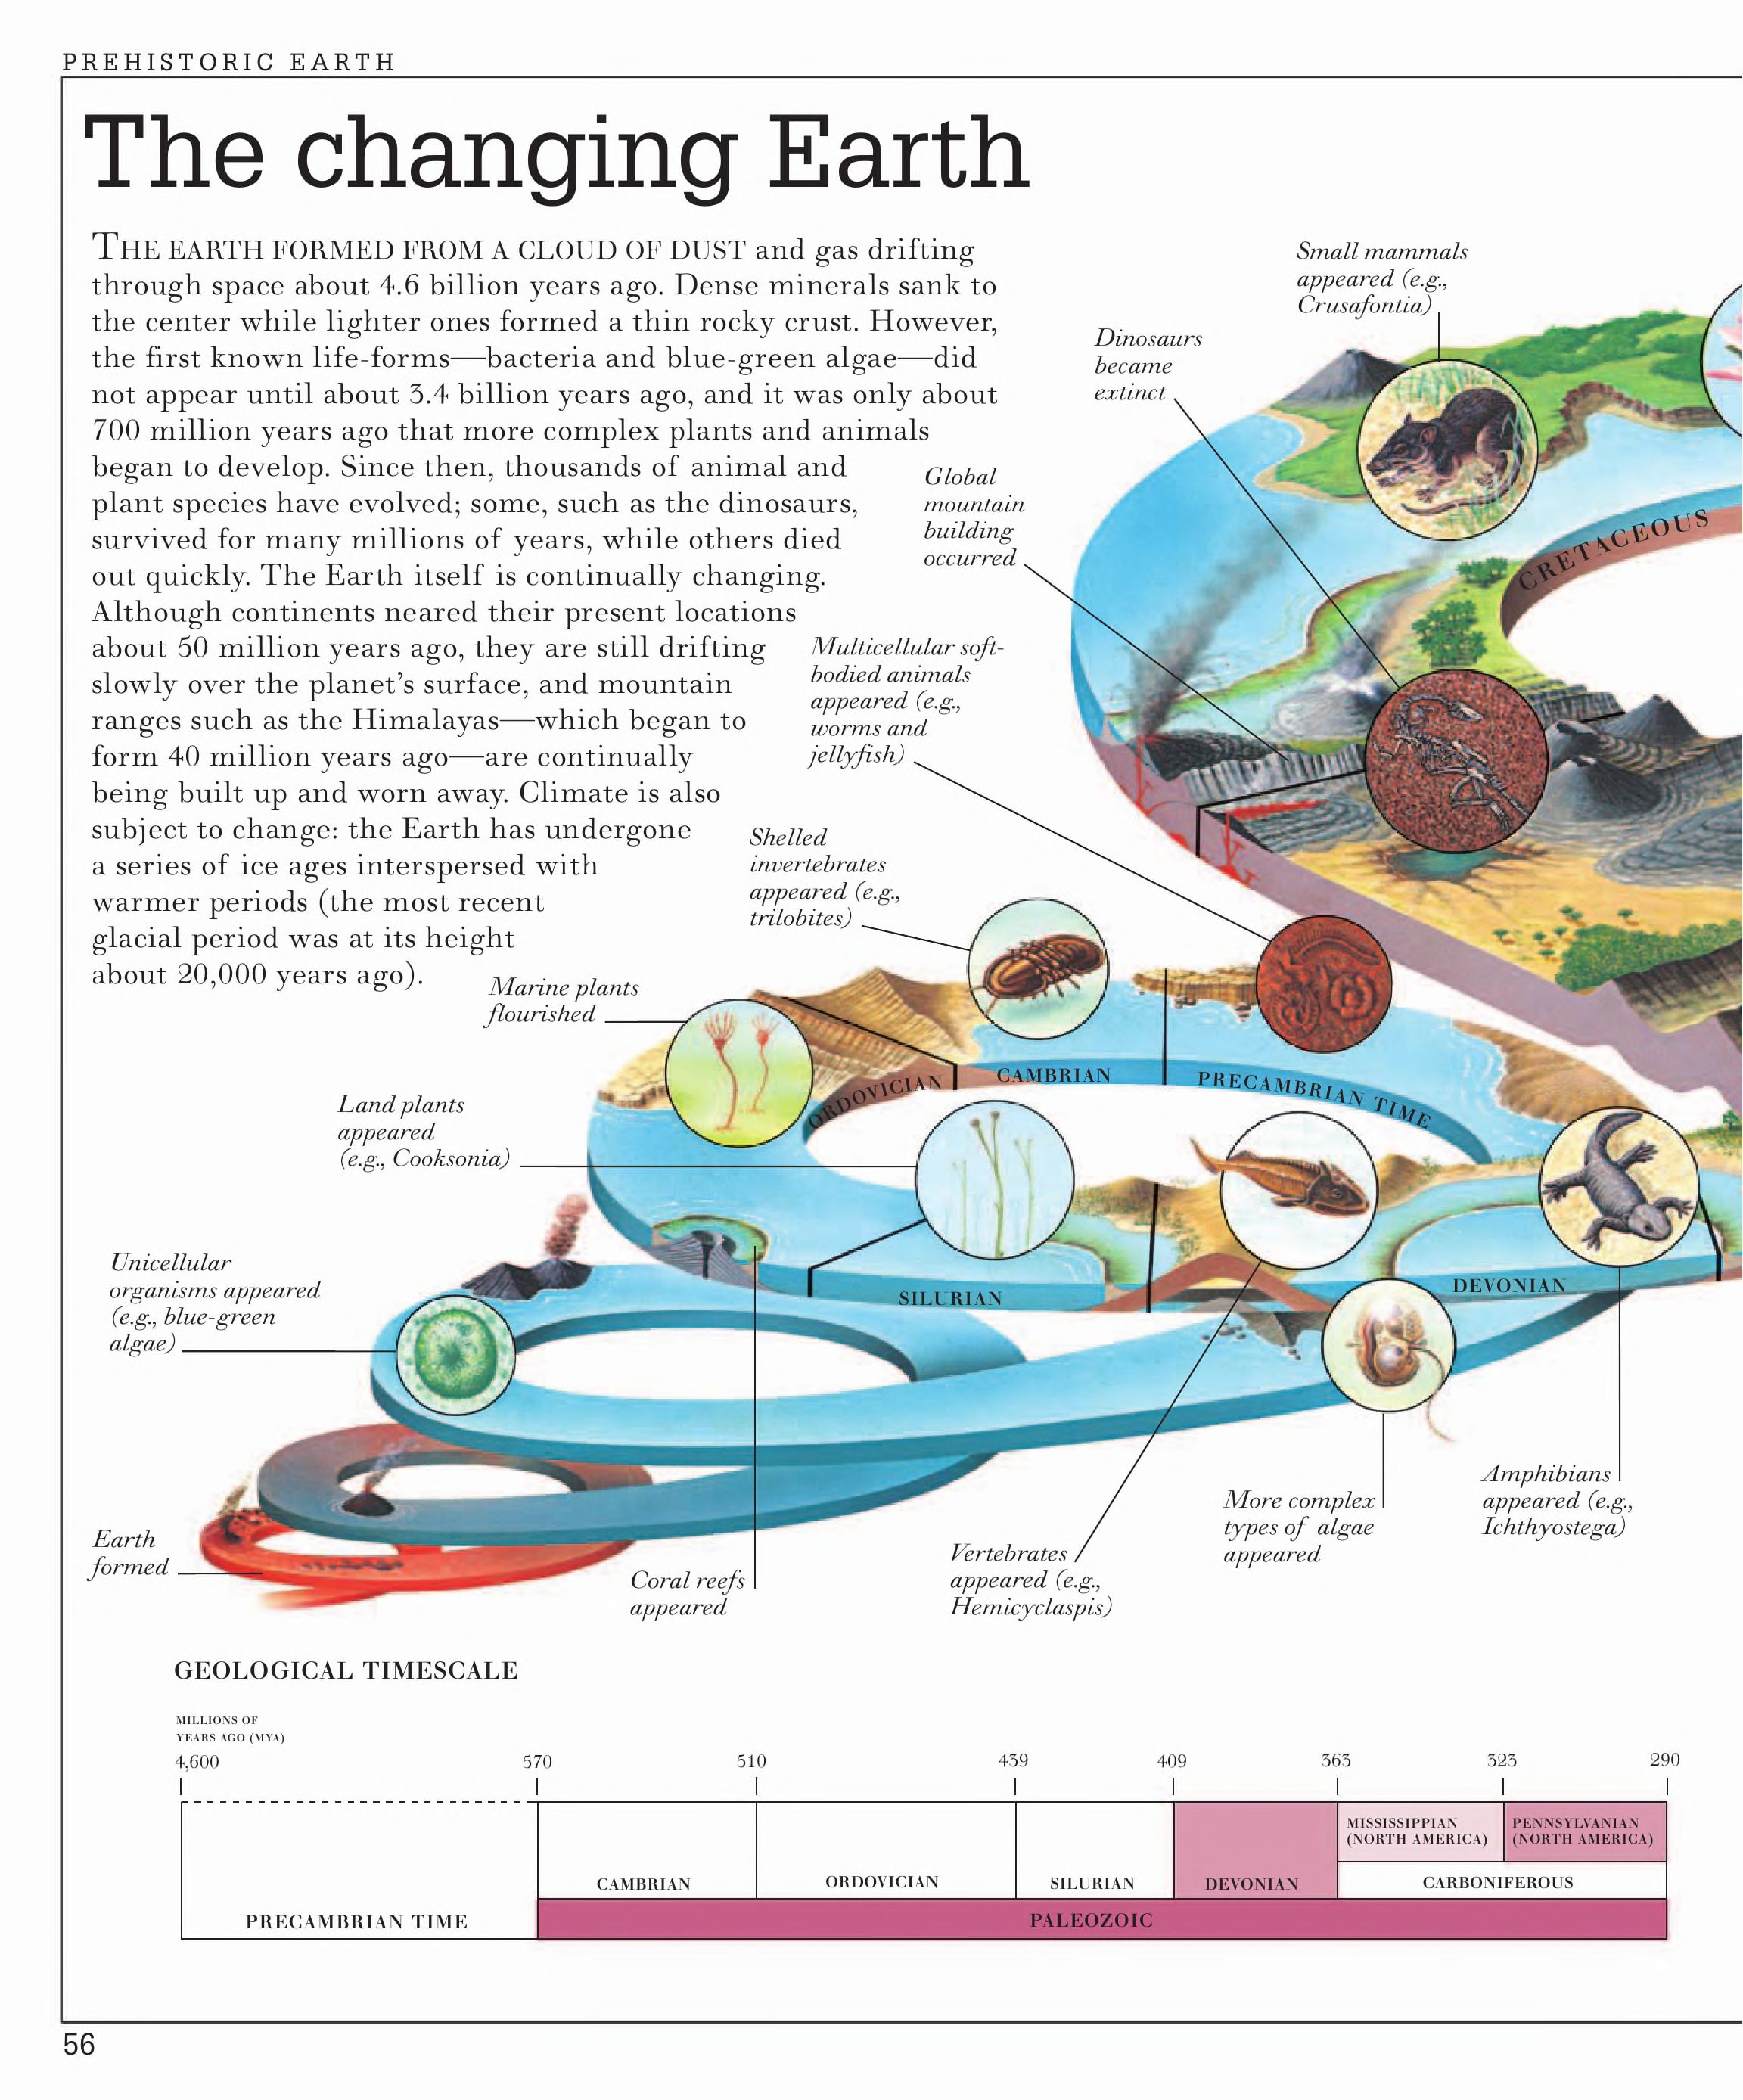 PREHISTORIC EARTH
The changing Earth
THE EARTH FORMED FROM A CLOUD OF DUST and gas drifting
through space about 4.6 billion years ago. Dense minerals sank to
the center while lighter ones formed a thin rocky crust. However,
the first known life-forms—bacteria and blue-green algae—did
not appear until about 3.4 billion years ago, and it was only about
700 million years ago that more complex plants and animals
began to develop. Since then, thousands of animal and
plant species have evolved; some, such as the dinosaurs,
survived for many millions of years, while others died
out quickly. The Earth itself is continually changing.
Although continents neared their present locations
about 50 million years ago, they are still drifting
slowly over the planet's surface, and mountain
ranges such as the Himalayas—which began to
form 40 million years ago—are continually
being built up and worn away. Climate is also
subject to change: the Earth has undergone
a series of ice ages interspersed with
warmer periods (the most recent
glacial period was at its height
about 20,000 years ago).
Small mammals
appeared (e.g.,
Crusafontia)
Dinosaurs
became
extinct
Global
mountain
building
occurred
Multicellular soft-
bodied animals
appeared (e.g.,
worms and
jellyfish)
Shelled
invertebrates
appeared (e.g.,
trilobites)
Marine plants
flourished
Land plants
appeared
(e.g., Cooksonia)
Unicellular
organisms appeared
(e.g., blue-green
algae)
Earth
formed
CRETACEOUS
ORDOVICIAN
CAMBRIAN
PRECAMBRIAN TIME
SILURIAN
DEVONIAN
Coral reefs
appeared
Vertebrates
appeared (e.g.,
Hemicyclaspis)
More complex
types of algae
appeared
Amphibians
appeared (e.g.,
Ichthyostega)
GEOLOGICAL TIMESCALE
MILLIONS OF
YEARS AGO (MYA)
4,600 570 510 439 409 363 323 290
MISSISSIPPIAN
(NORTH AMERICA)
PENNSYLVANIAN
(NORTH AMERICA)
CAMBRIAN ORDOVICIAN SILURIAN DEVONIAN CARBONIFEROUS
PRECAMBRIAN TIME PALEOZOIC
56